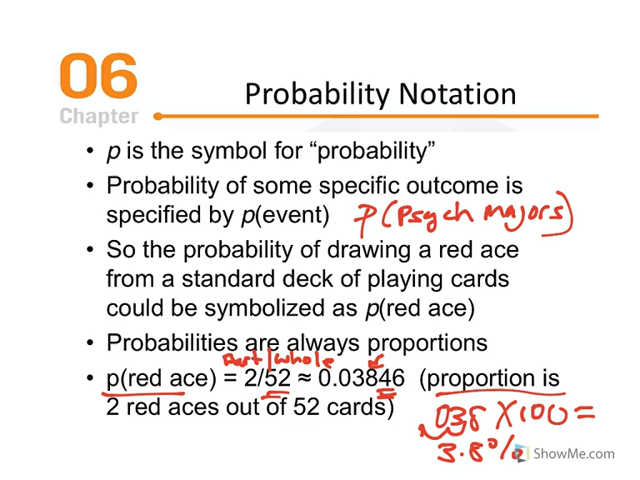 06
Chapter
Probability Notation
• p is the symbol for “probability”
• Probability of some specific outcome is
specified by p(event) p(Psych majors)
• So the probability of drawing a red ace
from a standard deck of playing cards
could be symbolized as p(red ace)
• Probabilities are always proportions
Part/whole
• p(red ace) = 2/52 ≈ 0.03846 (proportion is
2 red aces out of 52 cards)
.038 X 100 =
3.8%
ShowMe.com